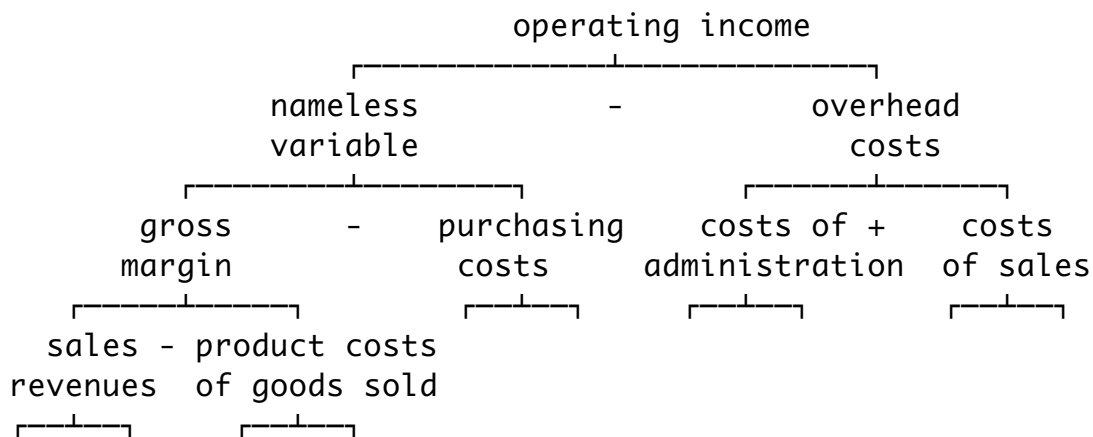 operating income
nameless - overhead
variable costs
gross - purchasing costs of + costs
margin costs administration of sales
sales - product costs
revenues of goods sold